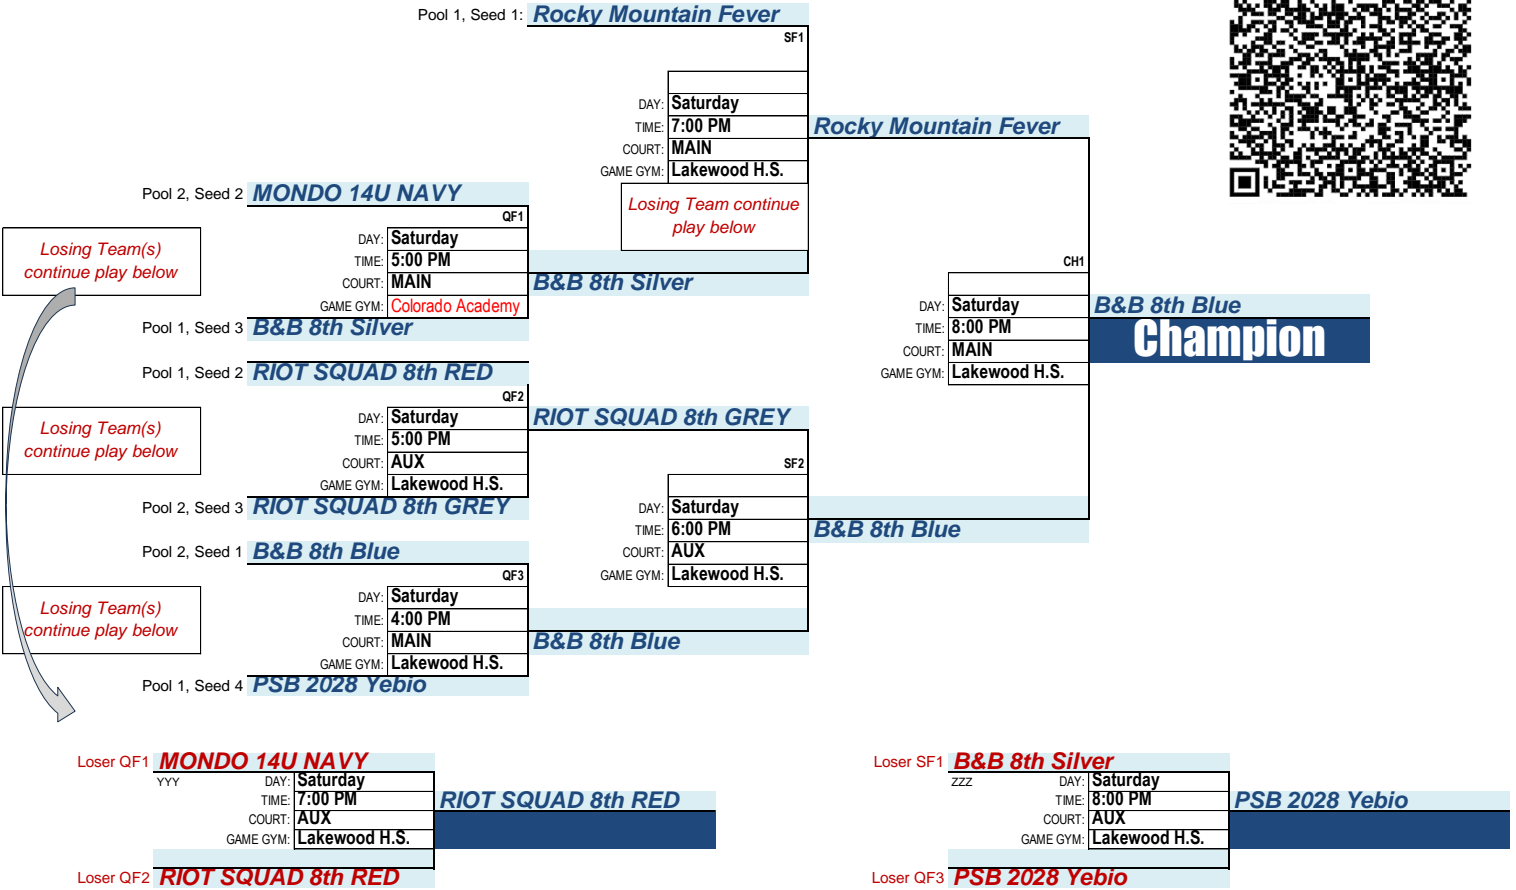 Pool 1, Seed 1: Rocky Mountain Fever
SF1
DAY: Saturday
TIME: 7:00 PM
COURT: MAIN
GAME GYM: Lakewood H.S.
Losing Team continue
play below
Rocky Mountain Fever
Pool 2, Seed 2 MONDO 14U NAVY
QF1
Losing Team(s)
continue play below
DAY: Saturday
TIME: 5:00 PM
COURT: MAIN
GAME GYM: Colorado Academy
B&B 8th Silver
Pool 1, Seed 3 B&B 8th Silver
CH1
DAY: Saturday
TIME: 8:00 PM
COURT: MAIN
GAME GYM: Lakewood H.S.
B&B 8th Blue
Champion
Pool 1, Seed 2 RIOT SQUAD 8th RED
QF2
Losing Team(s)
continue play below
DAY: Saturday
TIME: 5:00 PM
COURT: AUX
GAME GYM: Lakewood H.S.
RIOT SQUAD 8th GREY
Pool 2, Seed 3 RIOT SQUAD 8th GREY
SF2
DAY: Saturday
TIME: 6:00 PM
COURT: AUX
GAME GYM: Lakewood H.S.
B&B 8th Blue
Pool 2, Seed 1 B&B 8th Blue
QF3
Losing Team(s)
continue play below
DAY: Saturday
TIME: 4:00 PM
COURT: MAIN
GAME GYM: Lakewood H.S.
B&B 8th Blue
Pool 1, Seed 4 PSB 2028 Yebio
Loser QF1 MONDO 14U NAVY
YYY
DAY: Saturday
TIME: 7:00 PM
COURT: AUX
GAME GYM: Lakewood H.S.
RIOT SQUAD 8th RED
Loser QF2 RIOT SQUAD 8th RED
Loser SF1 B&B 8th Silver
ZZZ
DAY: Saturday
TIME: 8:00 PM
COURT: AUX
GAME GYM: Lakewood H.S.
PSB 2028 Yebio
Loser QF3 PSB 2028 Yebio